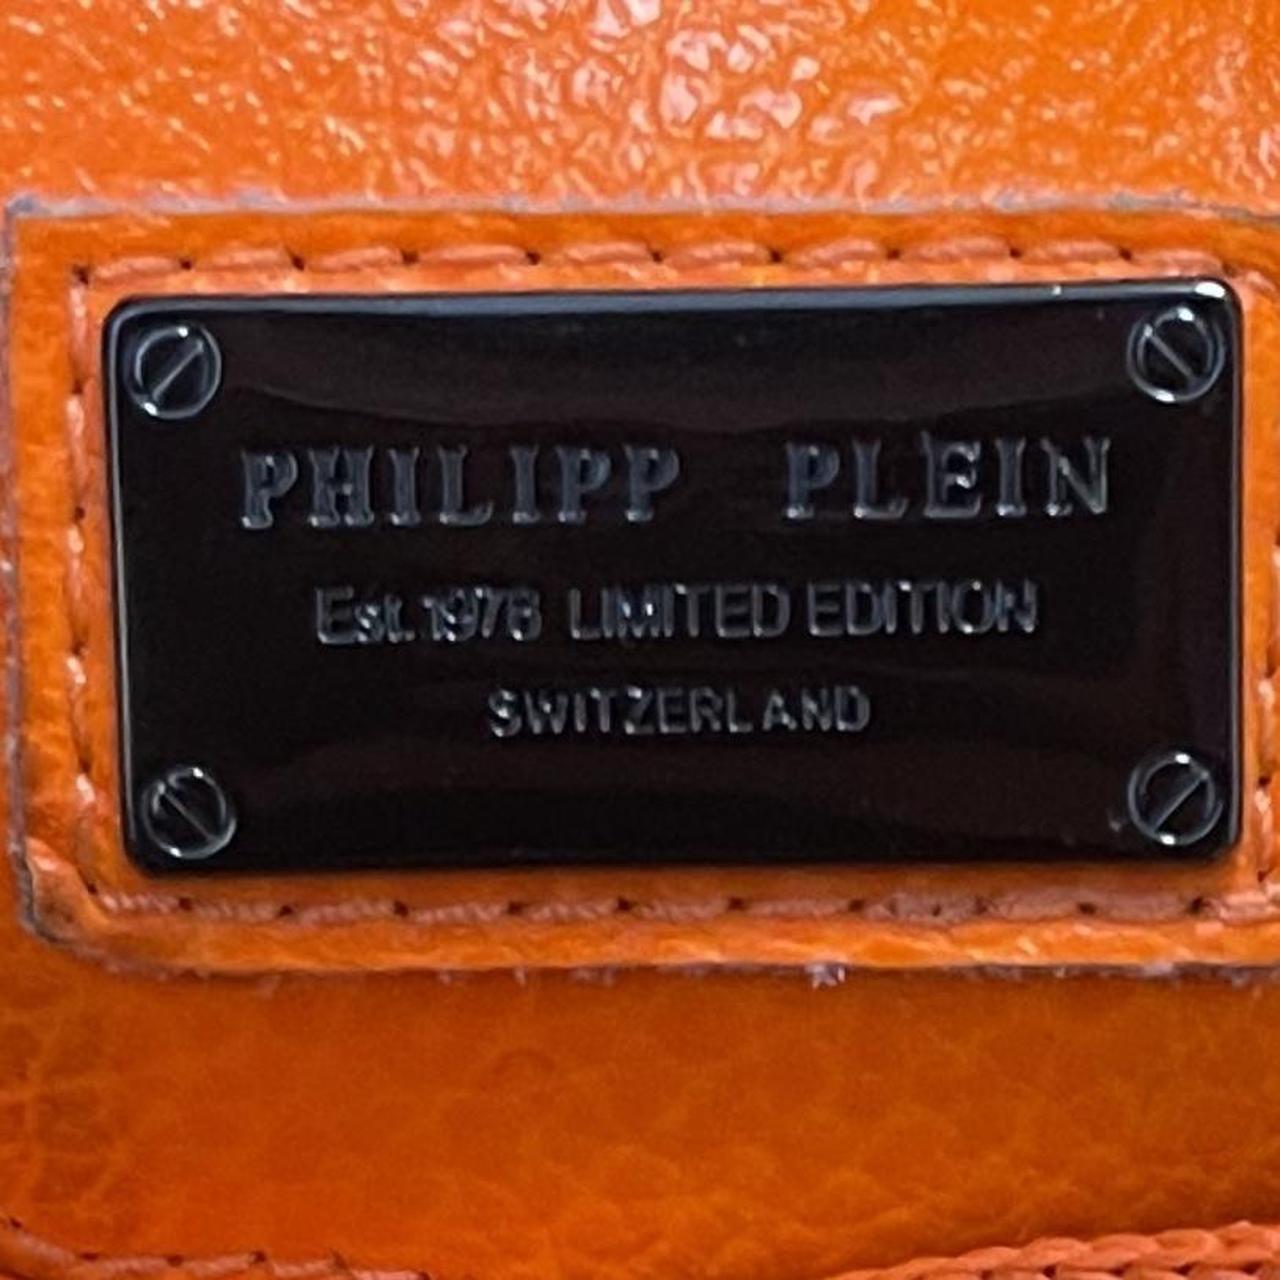 PHILIPP PLEIN
Est. 1978 LIMITED EDITION
SWITZERLAND